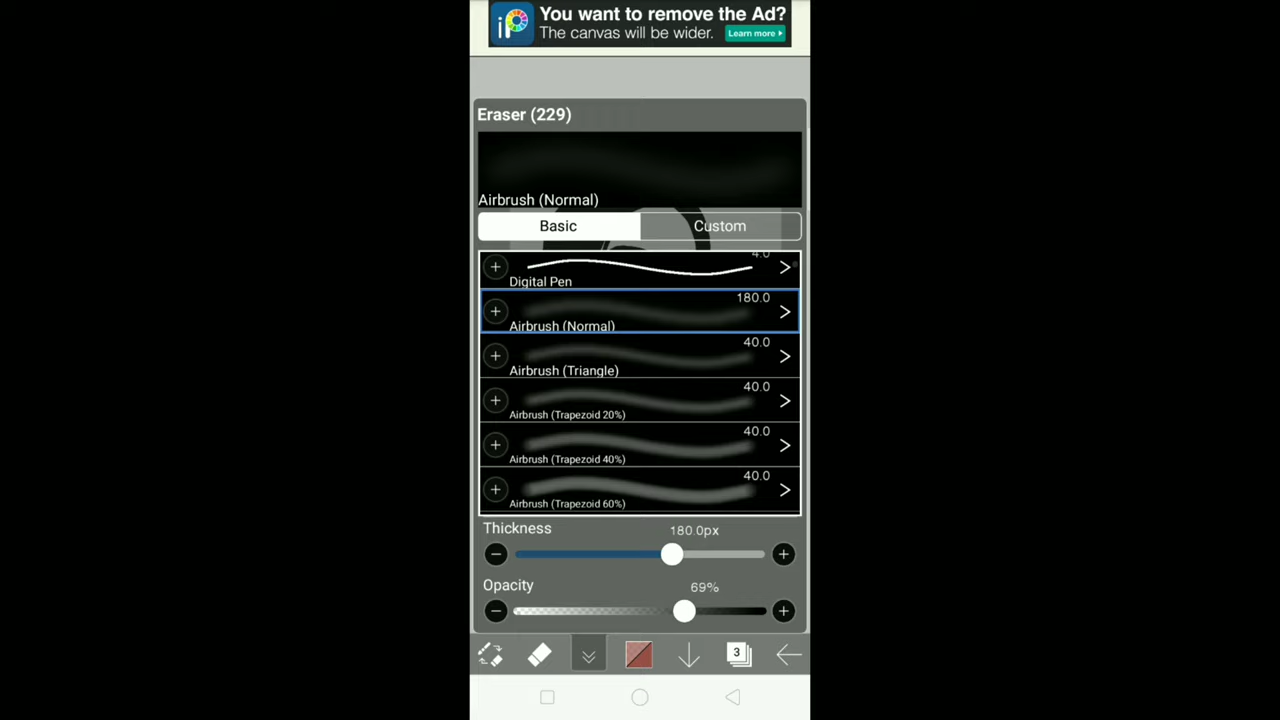 iP
You want to remove the Ad?
The canvas will be wider.
Learn more
Eraser (229)
Airbrush (Normal)
Basic
Custom
4.0
Digital Pen
180.0
Airbrush (Normal)
40.0
Airbrush (Triangle)
40.0
Airbrush (Trapezoid 20%)
40.0
Airbrush (Trapezoid 40%)
40.0
Airbrush (Trapezoid 60%)
Thickness
180.0px
Opacity
69%
3